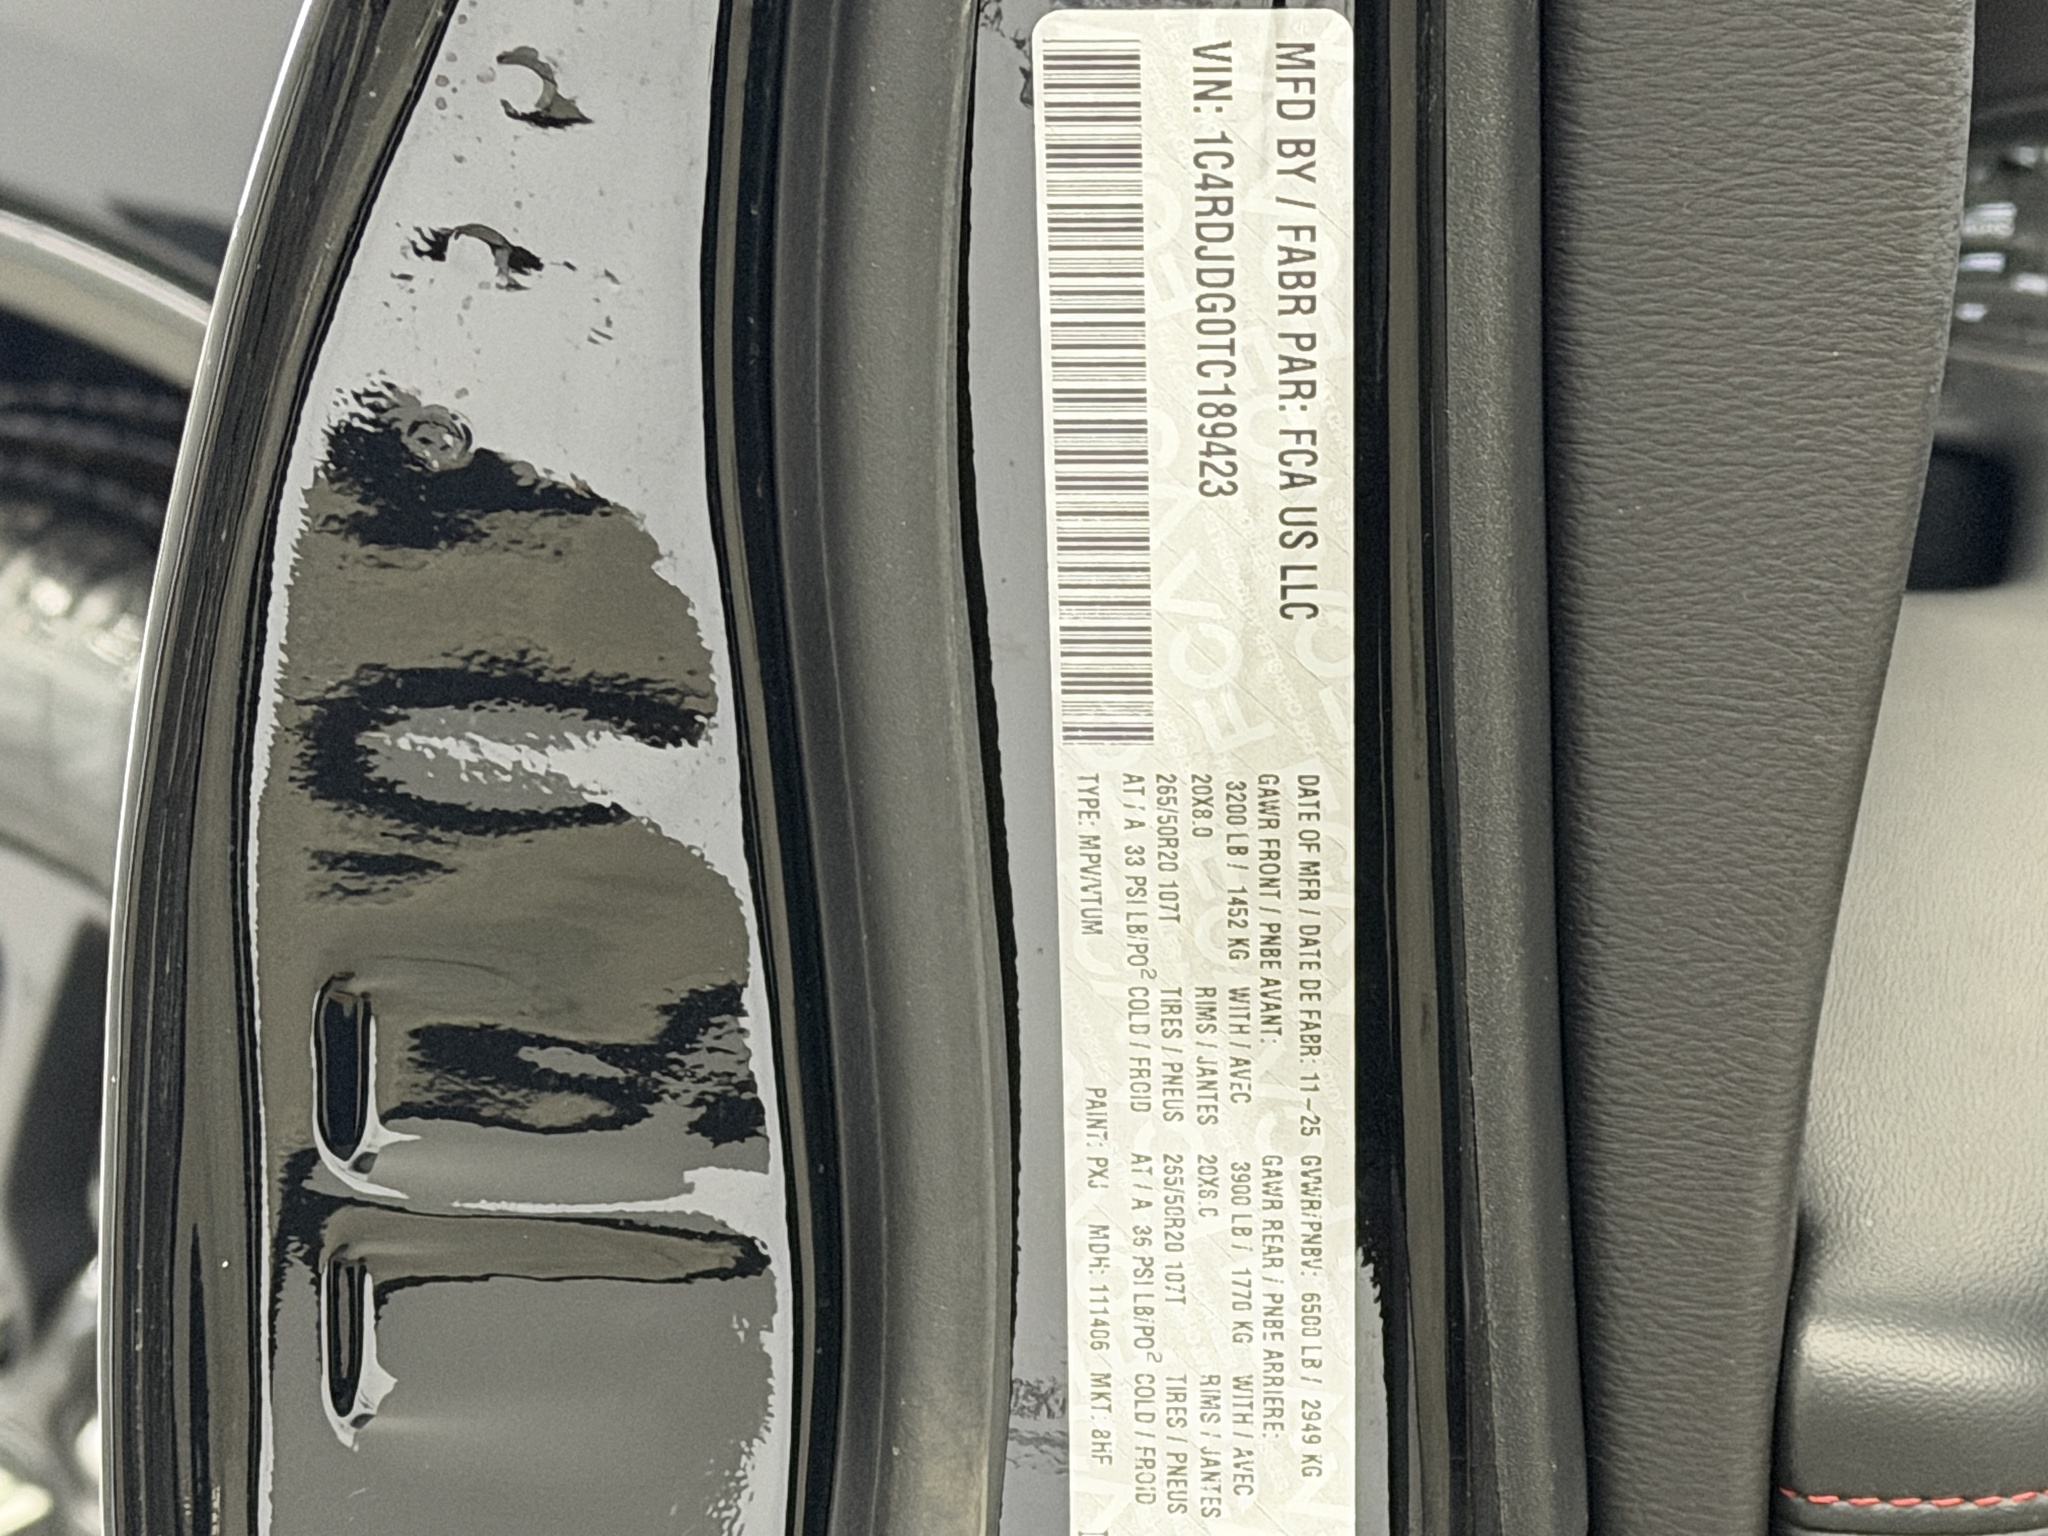 MFD BY / FABR PAR: FCA US LLC
VIN: 1C4RDJDG0TC189423
DATE OF MFR / DATE DE FABR: 11-25 GVWR/PNBV: 6500 LB / 2949 KG
GAWR FRONT / PNBE AVANT: GAWR REAR / PNBE ARRIERE:
3200 LB / 1452 KG WITH / AVEC 3900 LB / 1770 KG WITH / AVEC
20X8.0 RIMS / JANTES 20X8.0 RIMS / JANTES
265/50R20 107T TIRES / PNEUS 265/50R20 107T TIRES / PNEUS
AT / A 33 PSI LB/PO² COLD / FROID AT / A 36 PSI LB/PO² COLD / FROID
TYPE: MPV/VTUM PAINT: PXJ MDH: 111406 MKT: 8HF